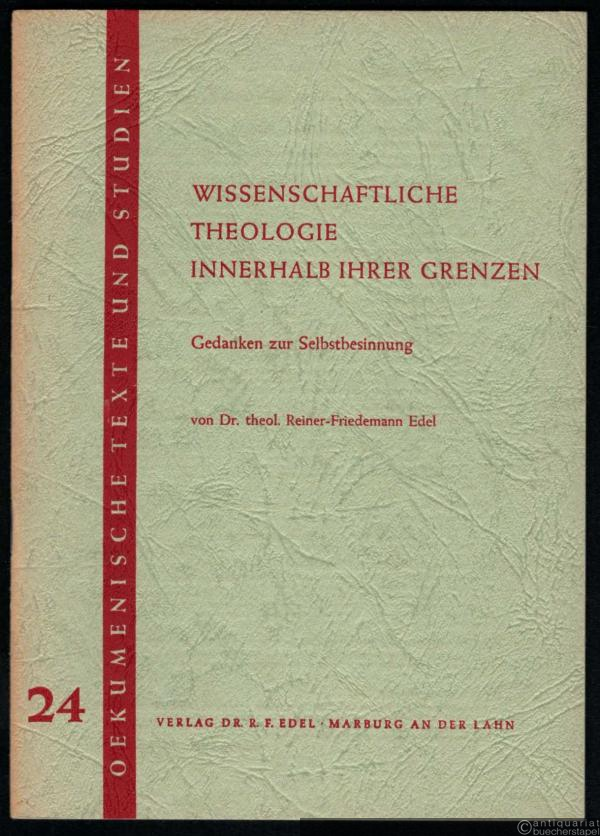 OEKUMENISCHE TEXTE UND STUDIEN
WISSENSCHAFTLICHE
THEOLOGIE
INNERHALB IHRER GRENZEN
Gedanken zur Selbstbesinnung
von Dr. theol. Reiner-Friedemann Edel
24
VERLAG DR. R. F. EDEL · MARBURG AN DER LAHN
©antiquariat
buecherstapel